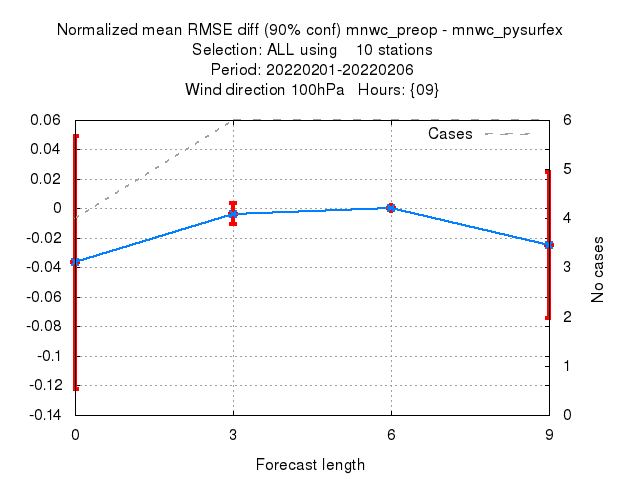 Normalized mean RMSE diff (90% conf) mnwc_preop - mnwc_pysurfex
Selection: ALL using    10 stations
Period: 20220201-20220206
Wind direction 100hPa   Hours: {09}
Cases
0.06
0.04
0.02
0
-0.02
-0.04
-0.06
-0.08
-0.1
-0.12
-0.14
6
5
4
3
2
1
0
No cases
0 3 6 9
Forecast length